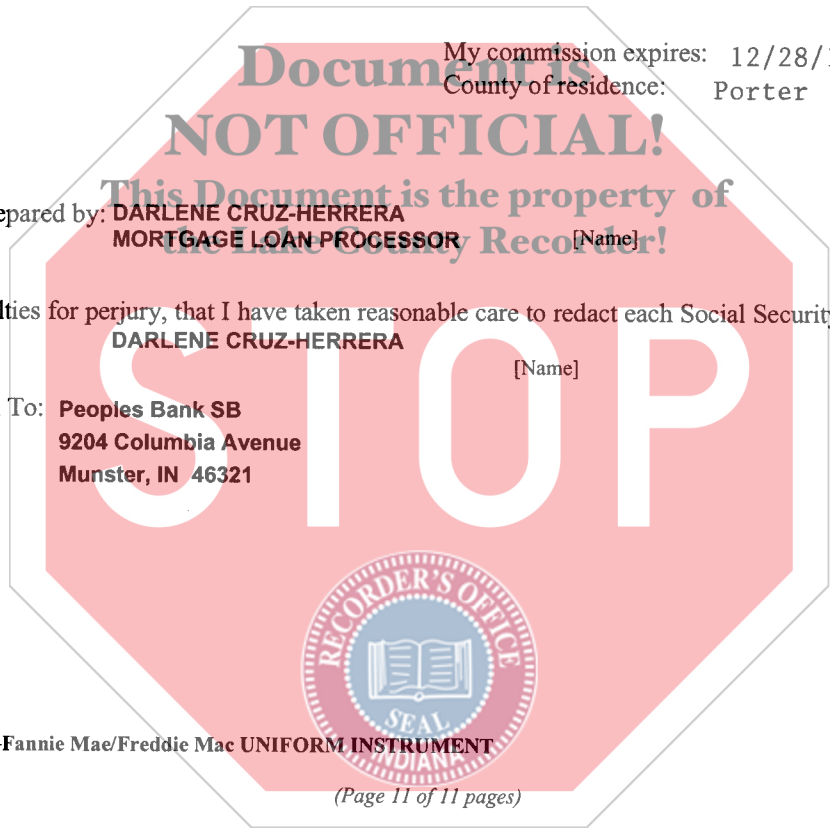 My commission expires: 12/28/1
Document is
County of residence: Porter
NOT OFFICIAL!
This Document is the property of
epared by: DARLENE CRUZ-HERRERA
MORTGAGE LOAN PROCESSOR [Name]
the Lake County Recorder!
lties for perjury, that I have taken reasonable care to redact each Social Security
DARLENE CRUZ-HERRERA
[Name]
STOP
To: Peoples Bank SB
9204 Columbia Avenue
Munster, IN 46321
RECORDER'S OFFICE
SEAL
INDIANA
-Fannie Mae/Freddie Mac UNIFORM INSTRUMENT
(Page 11 of 11 pages)